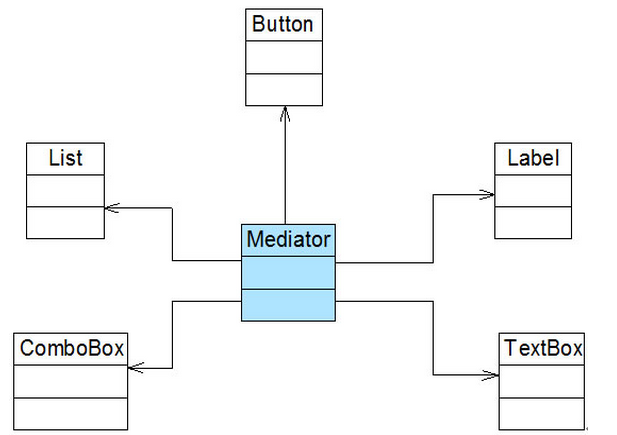 Button
List
Label
Mediator
ComboBox
TextBox